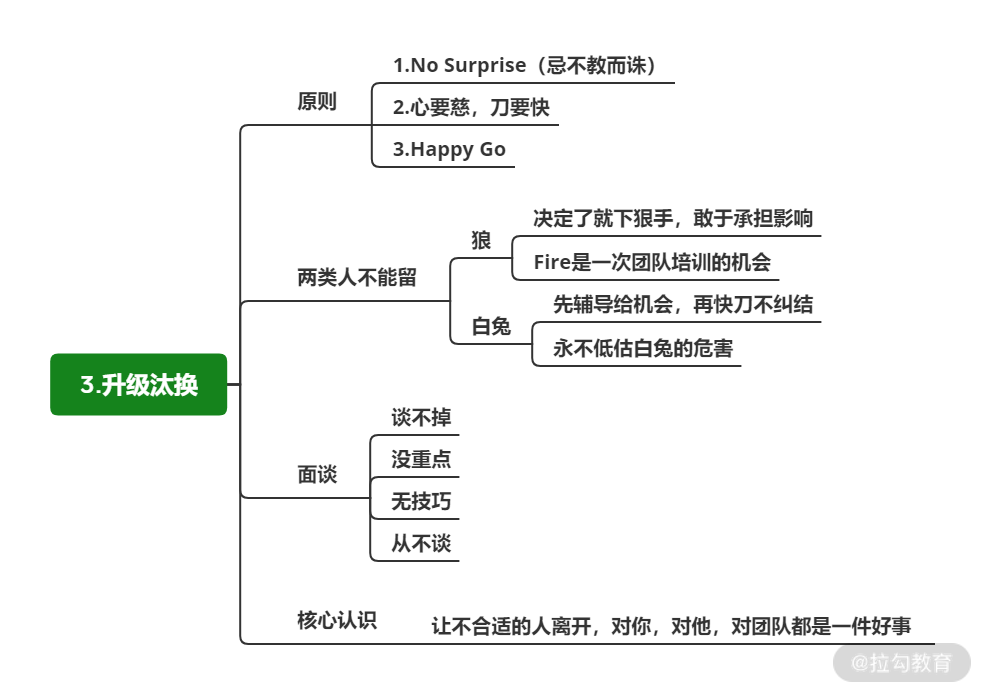 3.升级汰换
原则
1.No Surprise（忌不教而诛）
2.心要慈，刀要快
3.Happy Go
两类人不能留
狼
决定了就下狠手，敢于承担影响
Fire是一次团队培训的机会
白兔
先辅导给机会，再快刀不纠结
永不低估白兔的危害
面谈
谈不掉
没重点
无技巧
从不谈
核心认识
让不合适的人离开，对你，对他，对团队都是一件好事
@拉勾教育